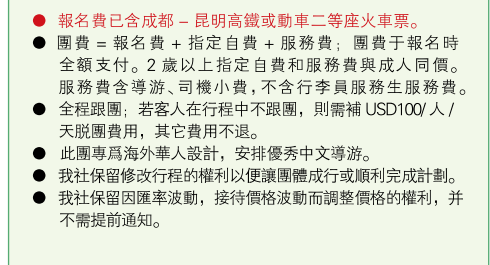 ● 報名費已含成都 – 昆明高鐵或動車二等座火車票。
● 團費 = 報名費 + 指定自費 + 服務費；團費于報名時
全額支付。2 歲以上指定自費和服務費與成人同價。
服務費含導游、司機小費，不含行李員服務生服務費。
● 全程跟團；若客人在行程中不跟團，則需補 USD100/ 人 /
天脱團費用，其它費用不退。
● 此團專爲海外華人設計，安排優秀中文導游。
● 我社保留修改行程的權利以便讓團體成行或順利完成計劃。
● 我社保留因匯率波動，接待價格波動而調整價格的權利，并
不需提前通知。